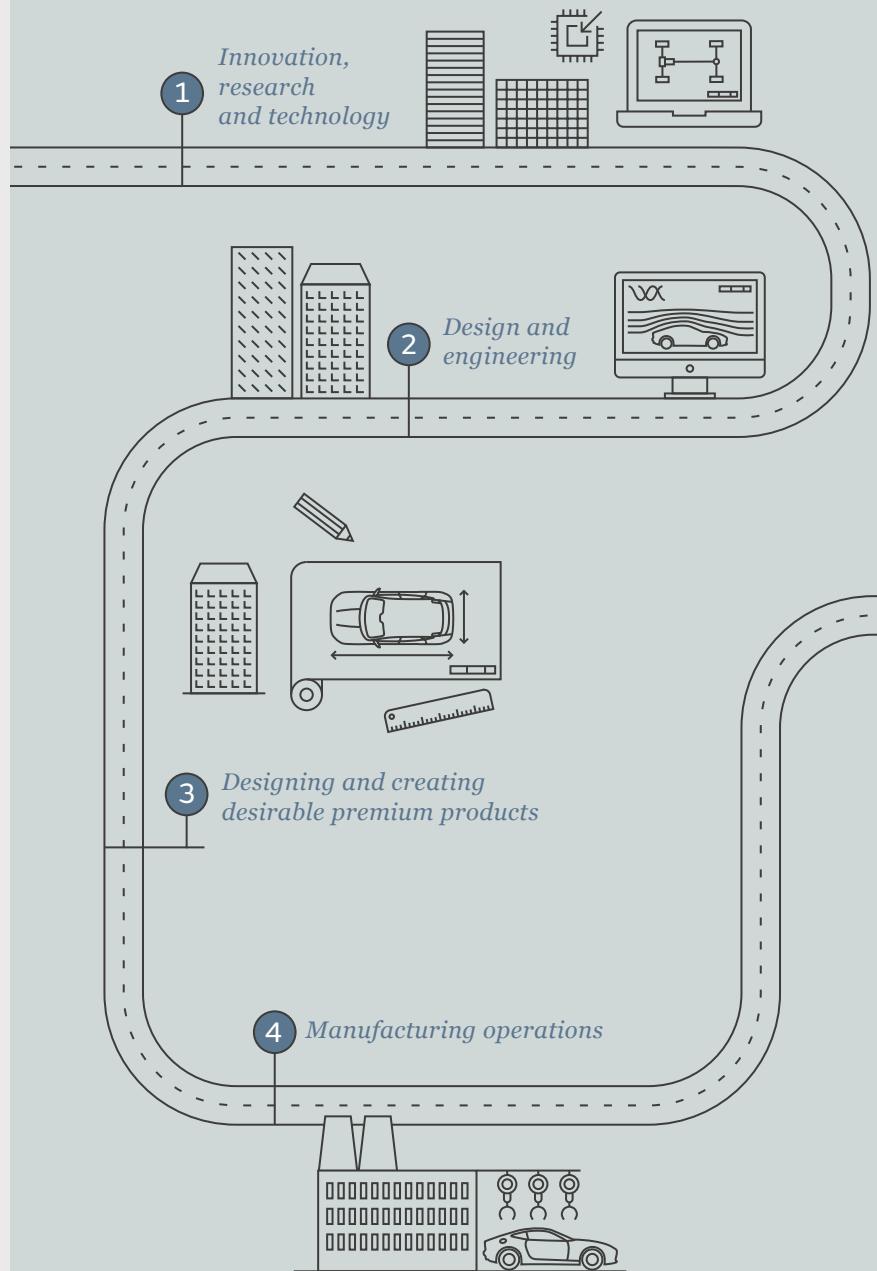 1
Innovation,
research
and technology
2
Design and
engineering
3
Designing and creating
desirable premium products
4
Manufacturing operations